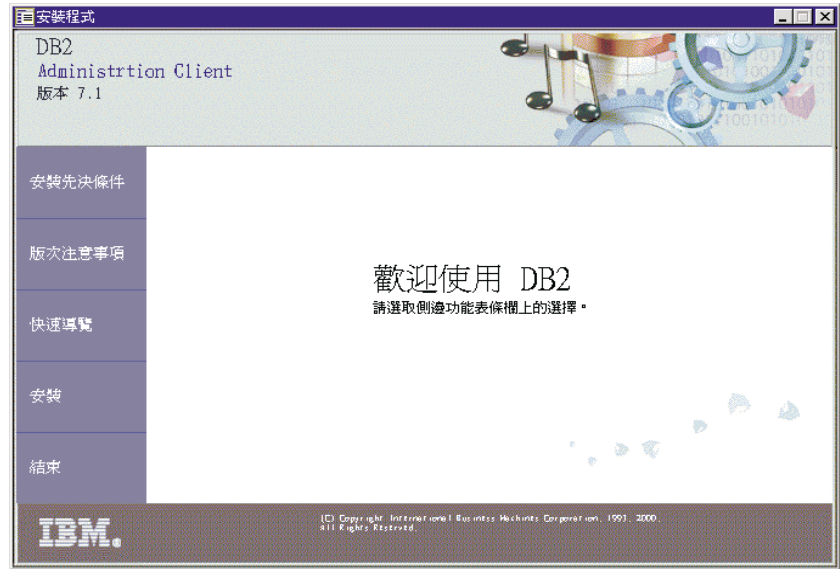 安裝程式
DB2
Administrtion Client
版本 7.1
安裝先決條件
版次注意事項
快速導覽
安裝
結束
歡迎使用 DB2
請選取側邊功能表條欄上的選擇。
IBM.
(C) Copyright International Business Machines Corporation, 1993, 2000.
All Rights Reserved.